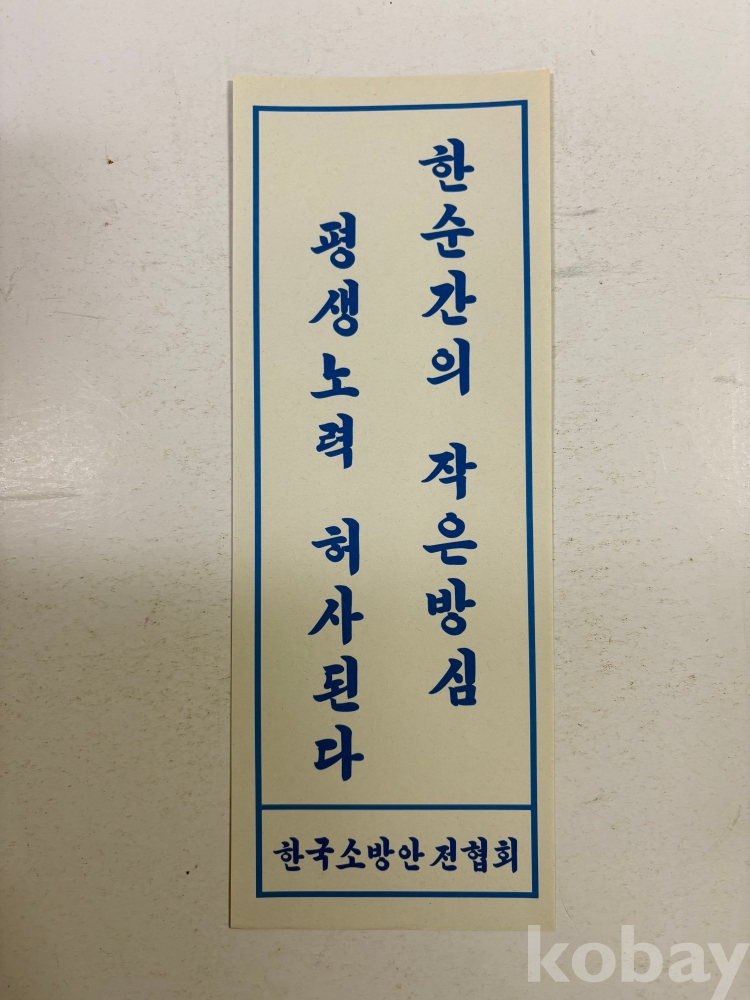 한순간의 작은방심
평생노력 허사된다
한국소방안전협회
kobay